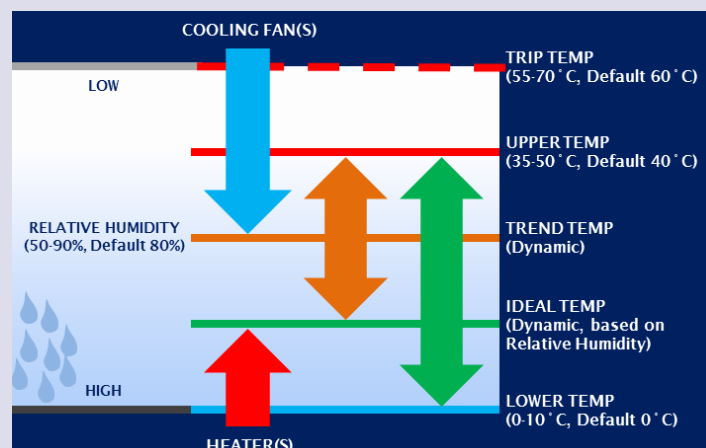 COOLING FAN(S)
LOW
TRIP TEMP
(55-70˚C, Default 60˚C)
UPPER TEMP
(35-50˚C, Default 40˚C)
RELATIVE HUMIDITY
(50-90%, Default 80%)
TREND TEMP
(Dynamic)
IDEAL TEMP
(Dynamic, based on
Relative Humidity)
HIGH
LOWER TEMP
(0-10˚C, Default 0˚C)
HEATER(S)